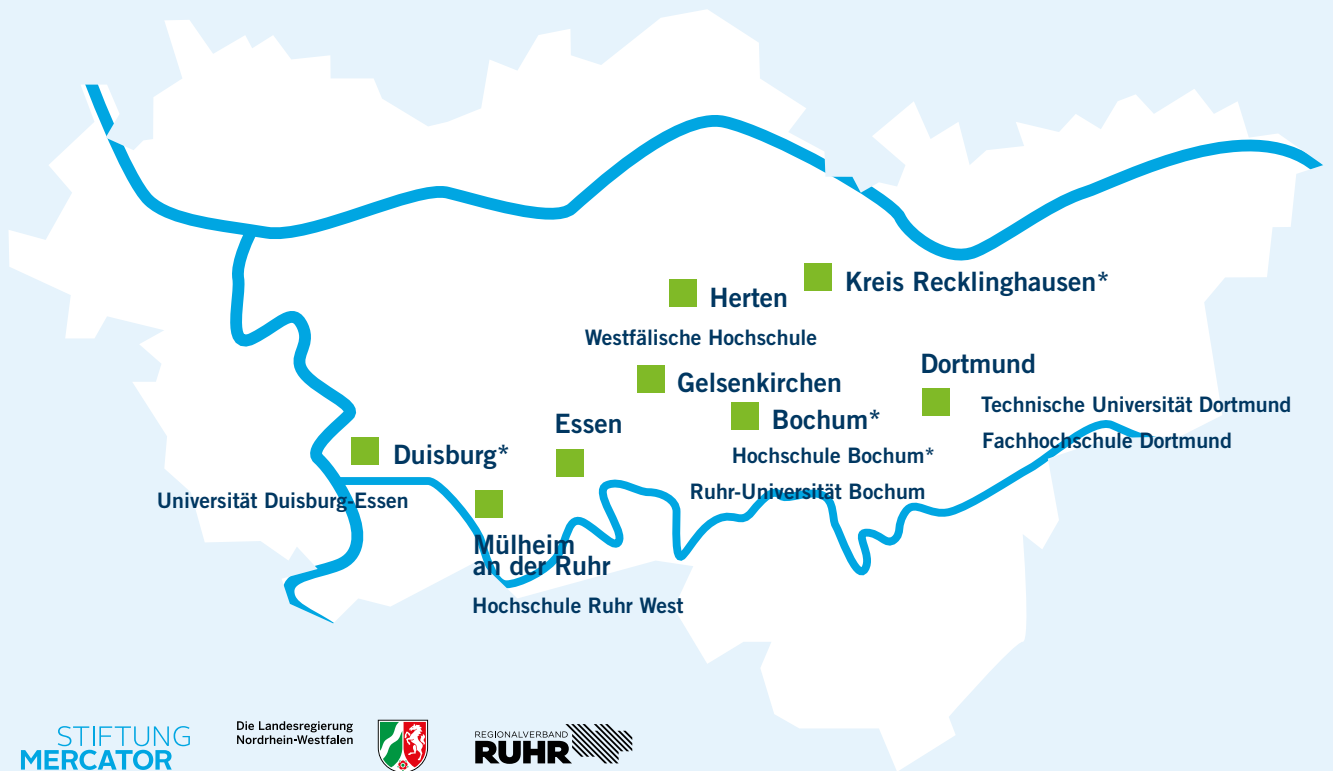 Kreis Recklinghausen*
Herten
Westfälische Hochschule
Dortmund
Gelsenkirchen
Technische Universität Dortmund
Bochum*
Essen
Fachhochschule Dortmund
Duisburg*
Hochschule Bochum*
Ruhr-Universität Bochum
Universität Duisburg-Essen
Mülheim
an der Ruhr
Hochschule Ruhr West
STIFTUNG
MERCATOR
Die Landesregierung
Nordrhein-Westfalen
REGIONALVERBAND
RUHR